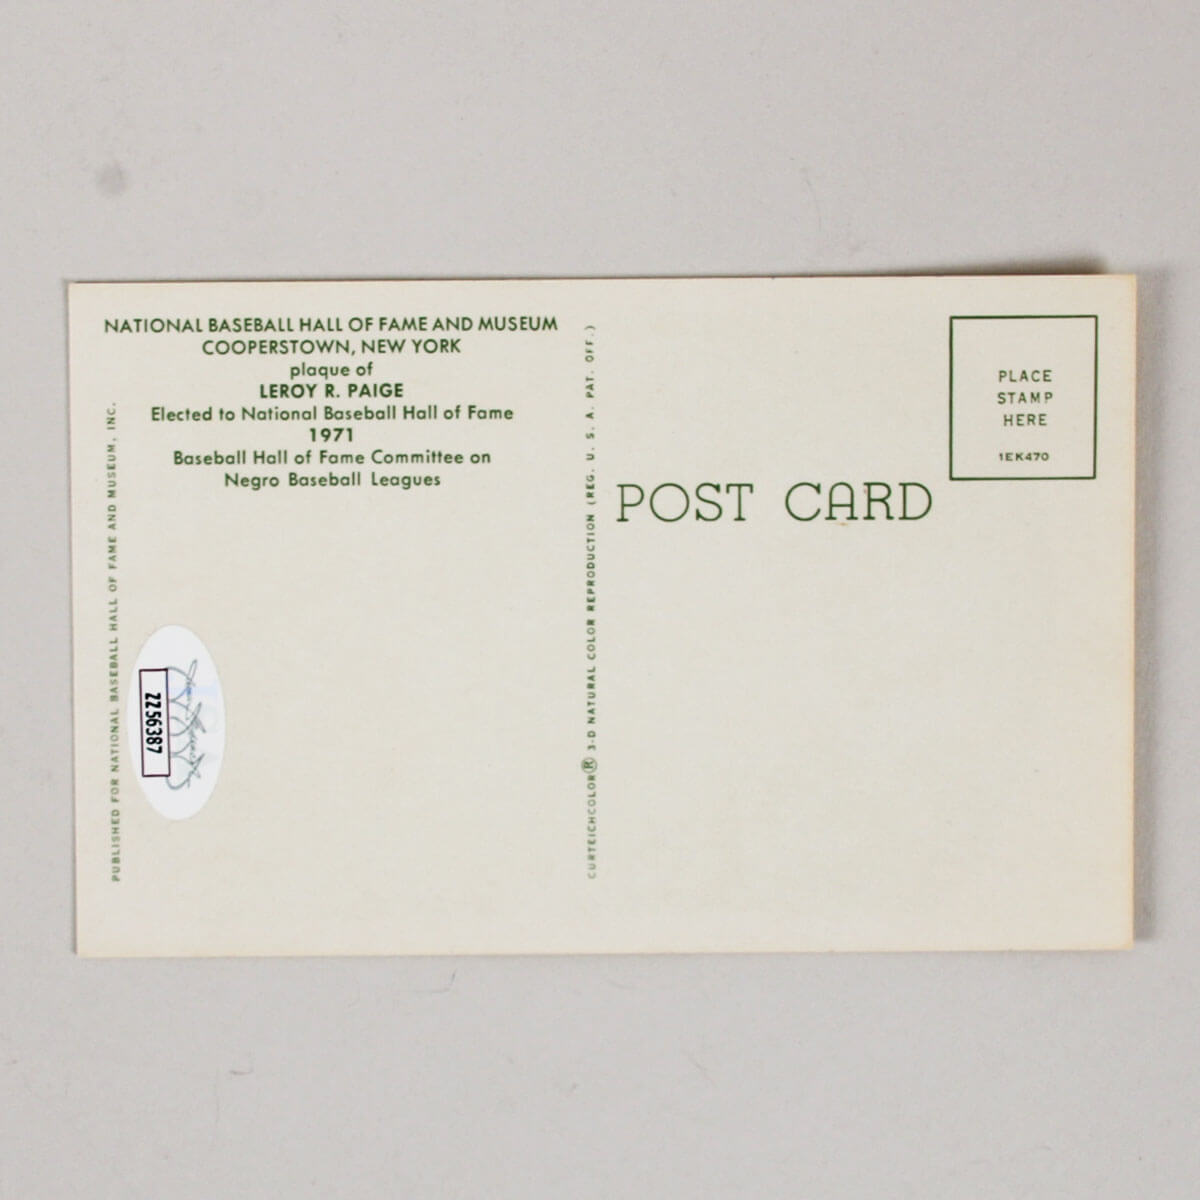 NATIONAL BASEBALL HALL OF FAME AND MUSEUM
COOPERSTOWN, NEW YORK
plaque of
LEROY R. PAIGE
Elected to National Baseball Hall of Fame
1971
Baseball Hall of Fame Committee on
Negro Baseball Leagues
PUBLISHED FOR NATIONAL BASEBALL HALL OF FAME AND MUSEUM, INC.
ZZ56387
CURTEICHCOLOR® 3-D NATURAL COLOR REPRODUCTION (REG. U. S. A. PAT. OFF.)
POST CARD
PLACE
STAMP
HERE
1EK470